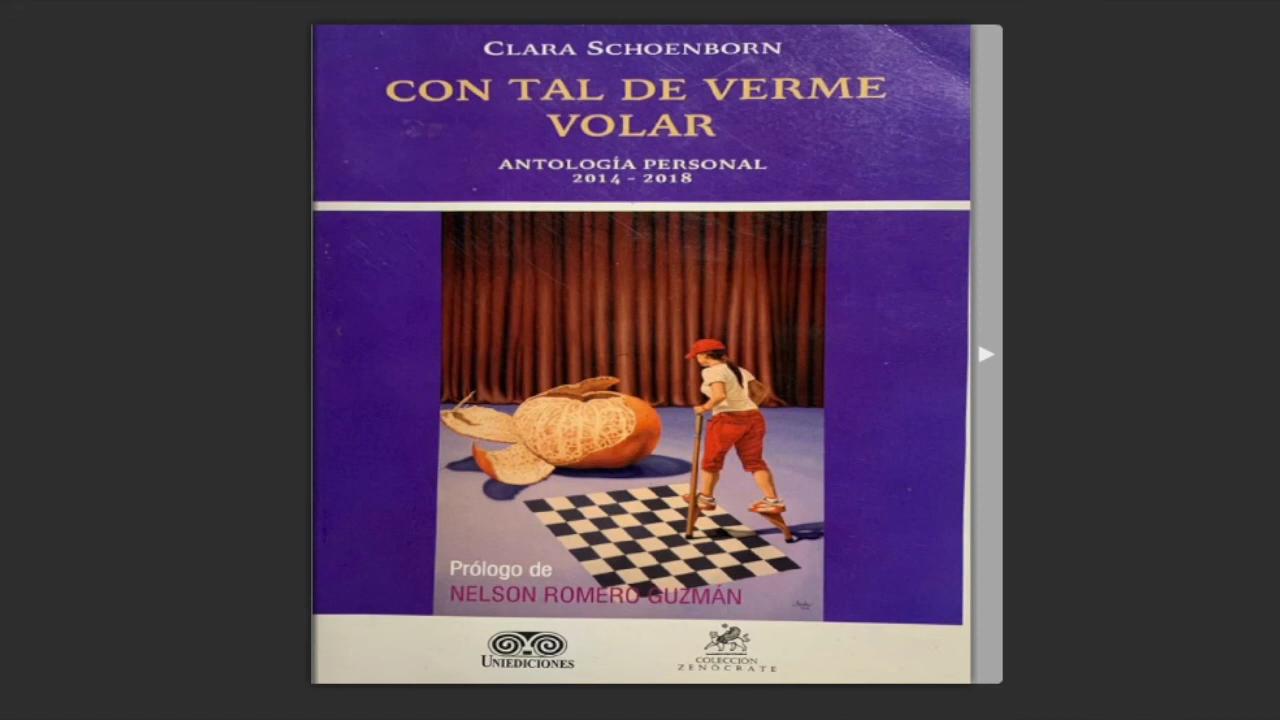 CLARA SCHOENBORN
CON TAL DE VERME
VOLAR
ANTOLOGÍA PERSONAL
2014 - 2018
Prólogo de
NELSON ROMERO GUZMÁN
UNIEDICIONES
COLECCIÓN
ZENÓCRATE